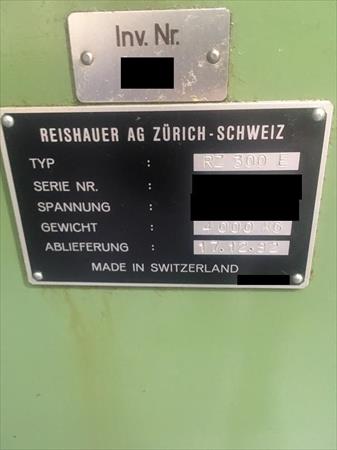 Inv. Nr.
REISHAUER AG ZÜRICH-SCHWEIZ
TYP : RZ 300 E
SERIE NR. :
SPANNUNG :
GEWICHT : 4000 KG
ABLIEFERUNG : 17.12.82
MADE IN SWITZERLAND